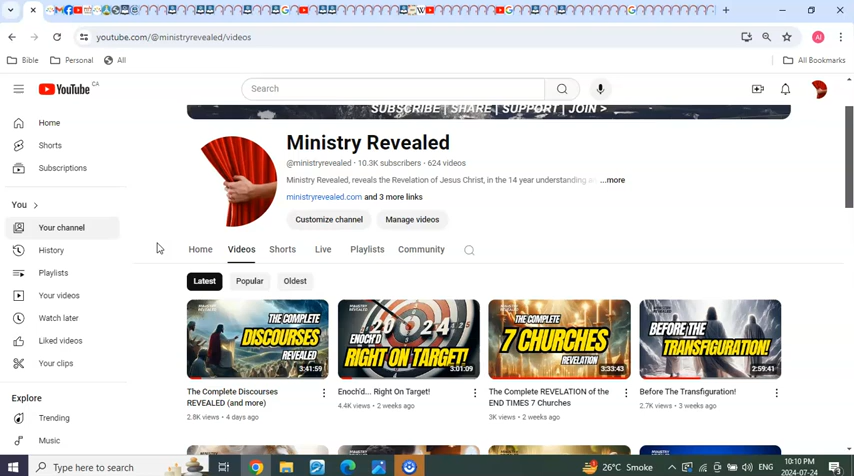 youtube.com/@ministryrevealed/videos
Bible
Personal
All
All Bookmarks
YouTube CA
Search
AI
SUBSCRIBE | SHARE | SUPPORT | JOIN >
Home
Shorts
Subscriptions
You
Your channel
History
Playlists
Your videos
Watch later
Liked videos
Your clips
Explore
Trending
Music
Ministry Revealed
@ministryrevealed · 10.3K subscribers · 624 videos
Ministry Revealed, reveals the Revelation of Jesus Christ, in the 14 year understanding ...more
ministryrevealed.com and 3 more links
Customize channel
Manage videos
Home Videos Shorts Live Playlists Community
Latest Popular Oldest
MINISTRY REVEALED
THE COMPLETE
DISCOURSES
REVEALED
3:41:59
The Complete Discourses
REVEALED (and more)
2.8K views • 4 days ago
2024
ENOCH'D
RIGHT ON TARGET!
3:01:09
Enoch'd... Right On Target!
4.4K views • 2 weeks ago
MINISTRY REVEALED
THE COMPLETE
7 CHURCHES
REVELATION
3:33:43
The Complete REVELATION of the
END TIMES 7 Churches
3K views • 2 weeks ago
MINISTRY REVEALED
BEFORE THE
TRANSFIGURATION!
2:59:41
Before The Transfiguration!
2.7K views • 3 weeks ago
Type here to search
26°C Smoke
ENG
10:10 PM
2024-07-24